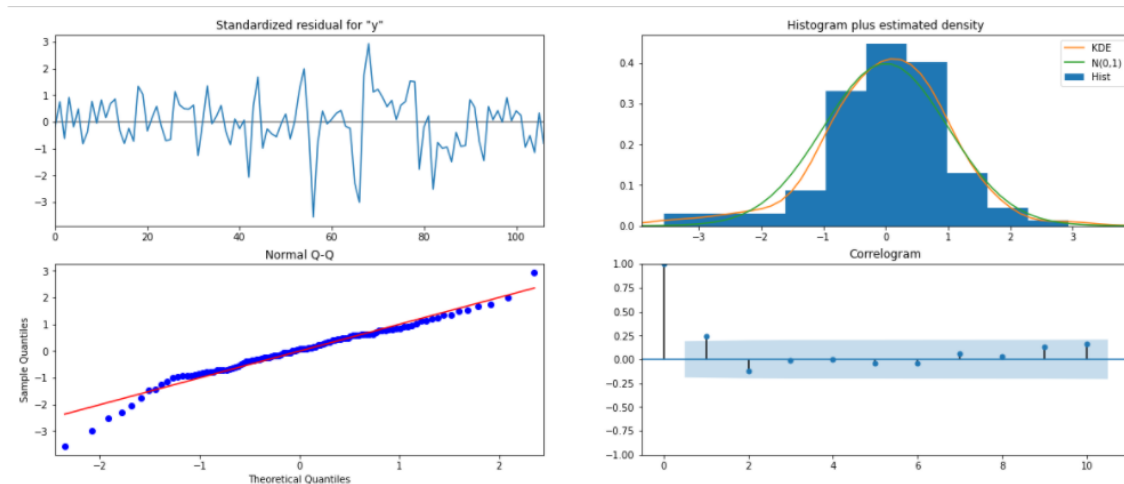 Standardized residual for "y"
3
2
1
0
−1
−2
−3
0 20 40 60 80 100
Histogram plus estimated density
KDE
N(0,1)
Hist
0.4
0.3
0.2
0.1
0.0
−3 −2 −1 0 1 2 3
Normal Q-Q
Sample Quantiles
3
2
1
0
−1
−2
−3
−2 −1 0 1 2
Theoretical Quantiles
Correlogram
1.00
0.75
0.50
0.25
0.00
−0.25
−0.50
−0.75
−1.00
0 2 4 6 8 10